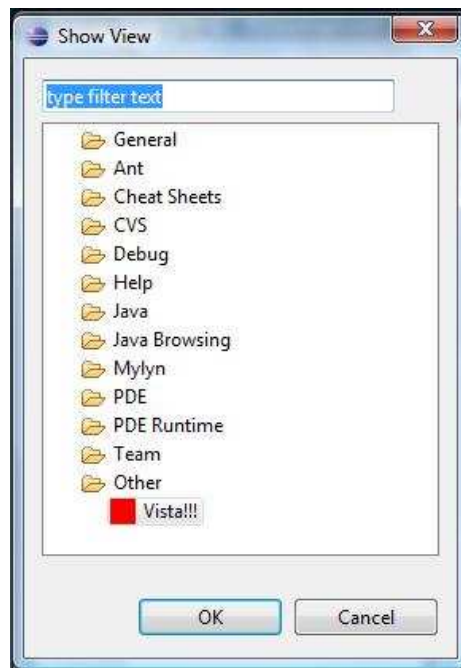 Show View
type filter text
General
Ant
Cheat Sheets
CVS
Debug
Help
Java
Java Browsing
Mylyn
PDE
PDE Runtime
Team
Other
Vista!!!
OK
Cancel